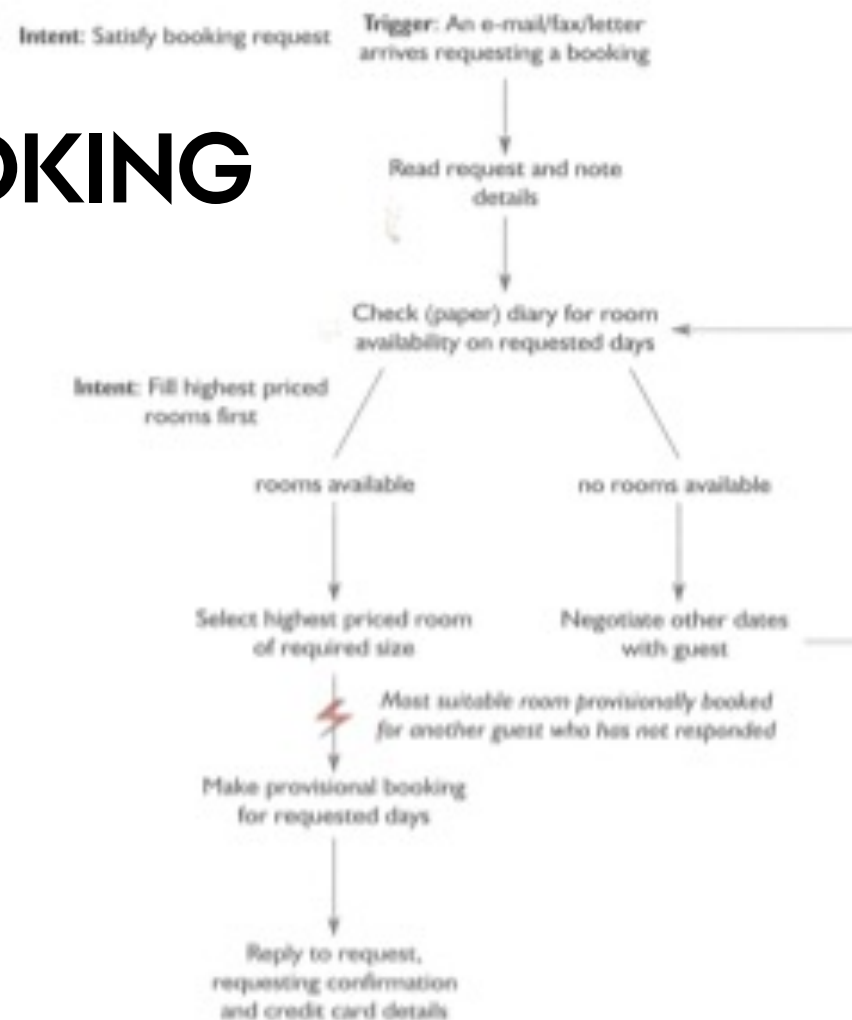 Intent: Satisfy booking request
Trigger: An e-mail/fax/letter
arrives requesting a booking
OKING
Read request and note
details
Check (paper) diary for room
availability on requested days
Intent: Fill highest priced
rooms first
rooms available
no rooms available
Select highest priced room
of required size
Negotiate other dates
with guest
Most suitable room provisionally booked
for another guest who has not responded
Make provisional booking
for requested days
Reply to request,
requesting confirmation
and credit card details